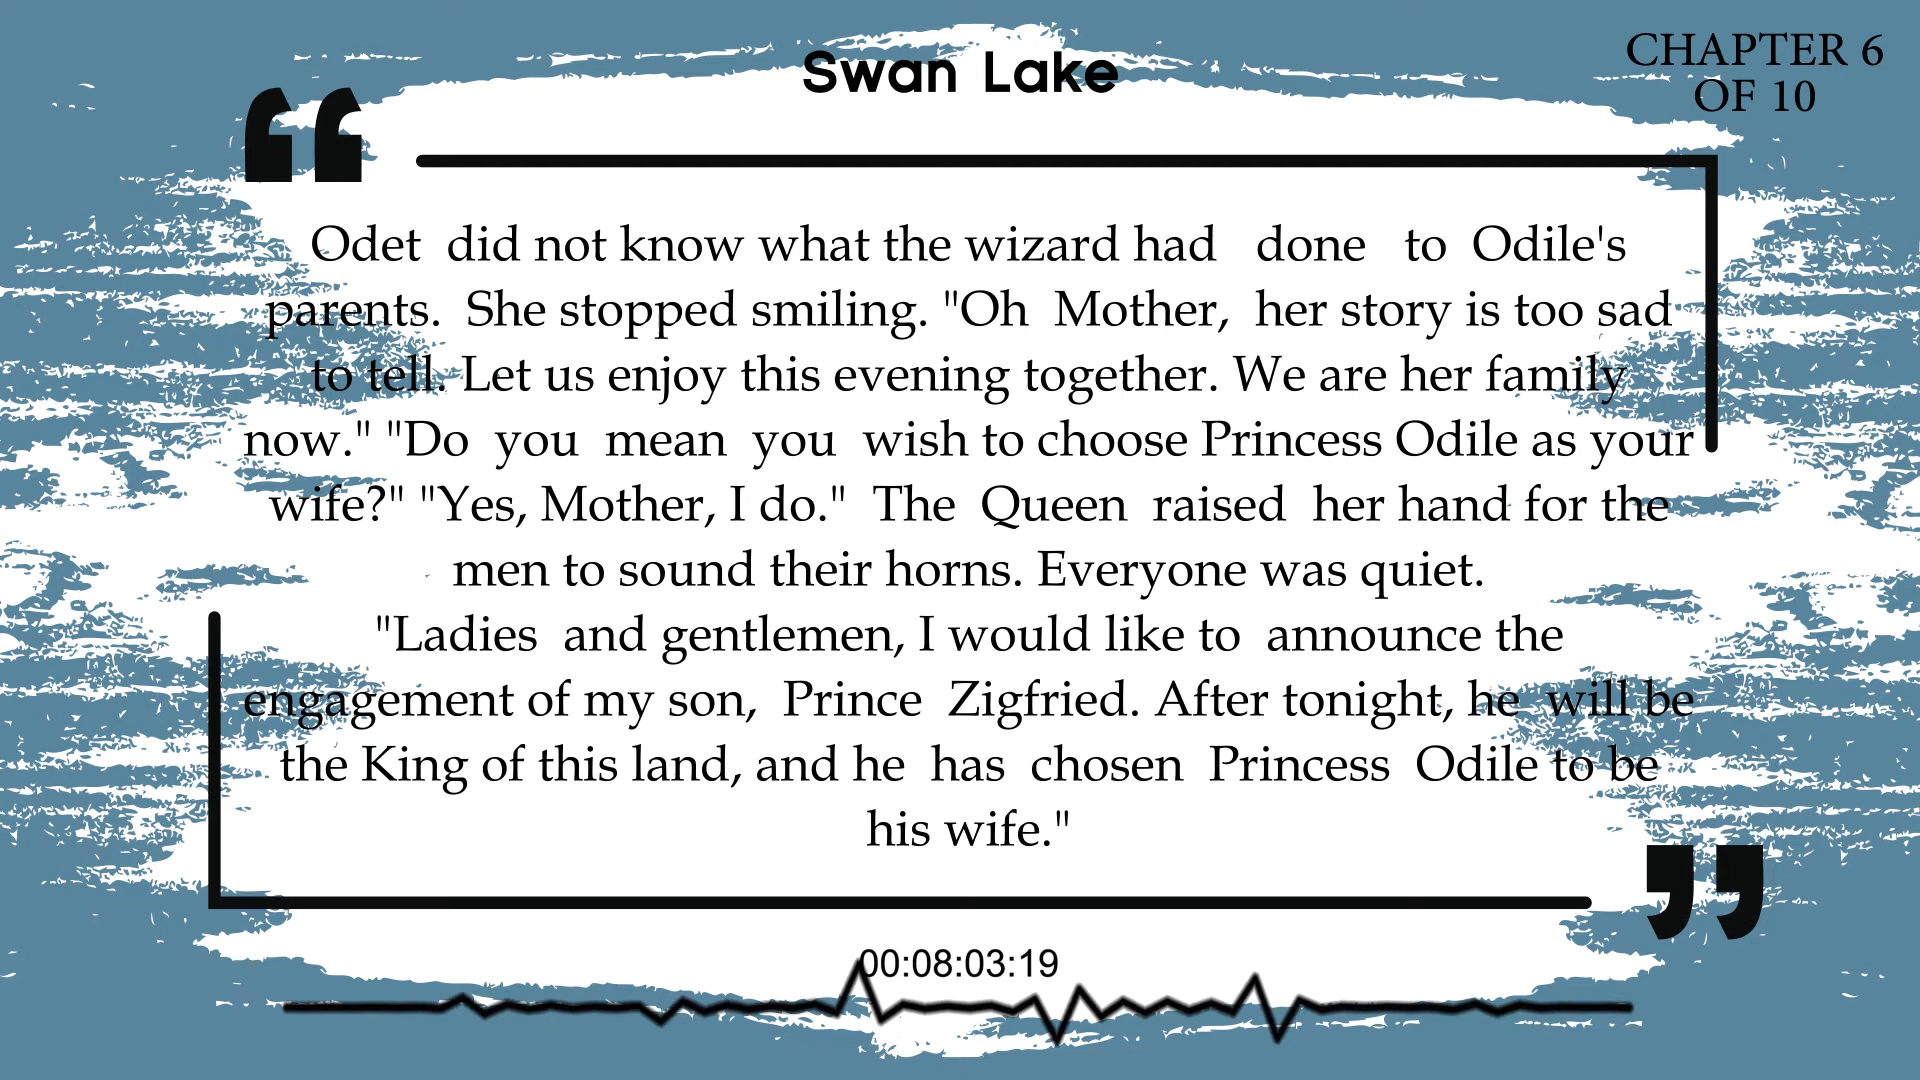 Swan Lake
CHAPTER 6
OF 10
Odet did not know what the wizard had done to Odile's
parents. She stopped smiling. "Oh Mother, her story is too sad
to tell. Let us enjoy this evening together. We are her family
now." "Do you mean you wish to choose Princess Odile as your
wife?" "Yes, Mother, I do." The Queen raised her hand for the
men to sound their horns. Everyone was quiet.
"Ladies and gentlemen, I would like to announce the
engagement of my son, Prince Zigfried. After tonight, he will be
the King of this land, and he has chosen Princess Odile to be
his wife."
00:08:03:19